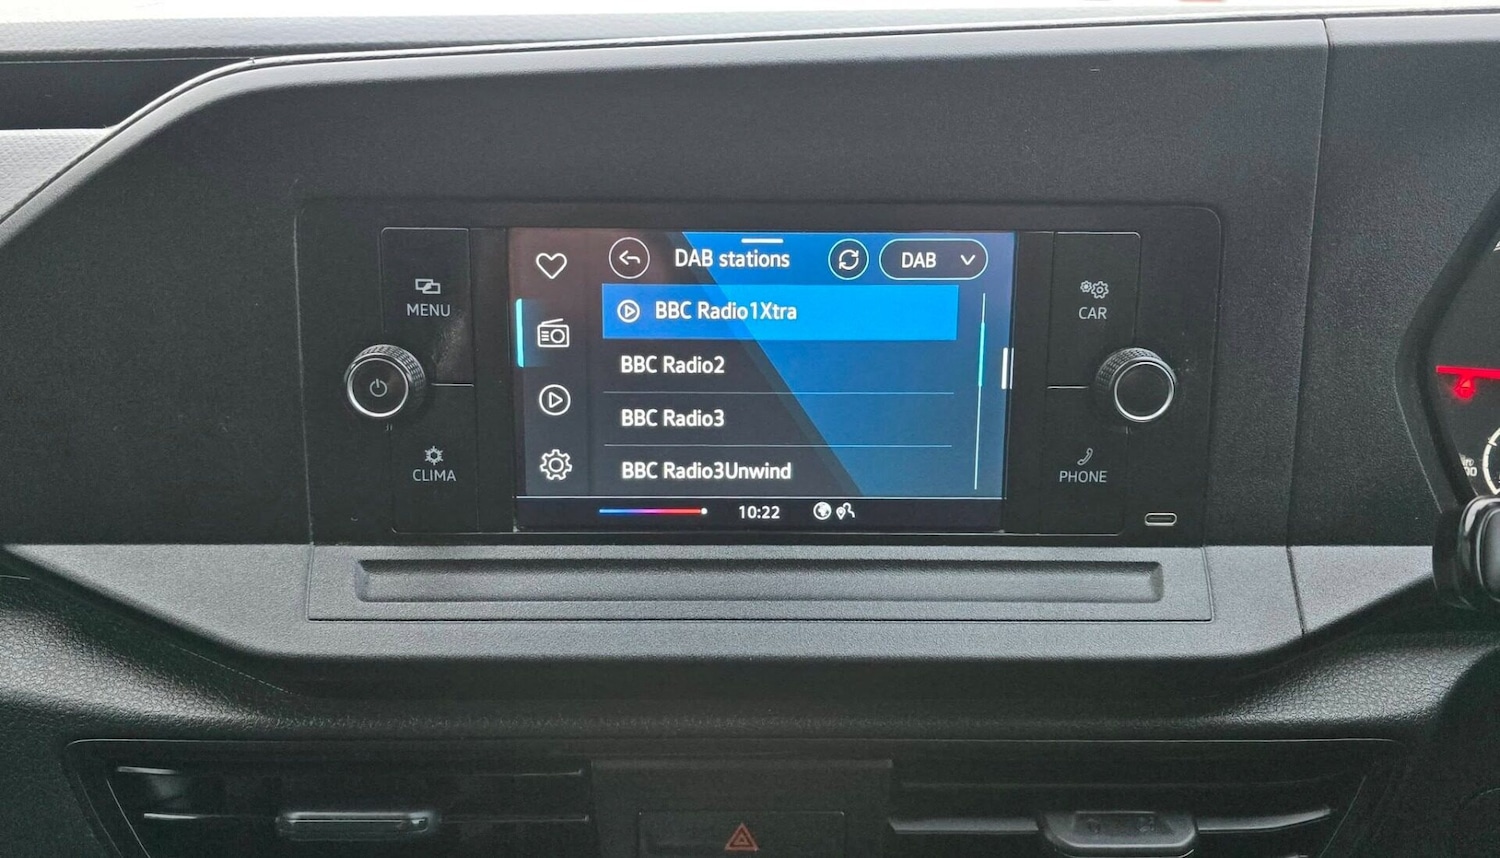 DAB stations
DAB
BBC Radio1Xtra
BBC Radio2
BBC Radio3
BBC Radio3Unwind
10:22
MENU
CLIMA
CAR
PHONE